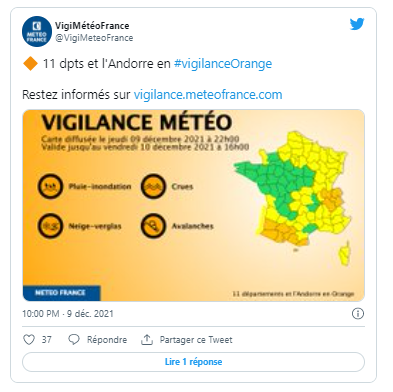 VigiMétéoFrance
@VigiMeteoFrance
🔶 11 dpts et l'Andorre en #vigilanceOrange
Restez informés sur vigilance.meteofrance.com
METEO
FRANCE
VIGILANCE MÉTÉO
Carte diffusée le jeudi 09 décembre 2021 à 22h00
Valide jusqu'au vendredi 10 décembre 2021 à 16h00
Pluie-inondation
Crues
Neige-verglas
Avalanches
METEO FRANCE
11 départements et l'Andorre en Orange
10:00 PM · 9 déc. 2021
37 Répondre Partager ce Tweet
Lire 1 réponse